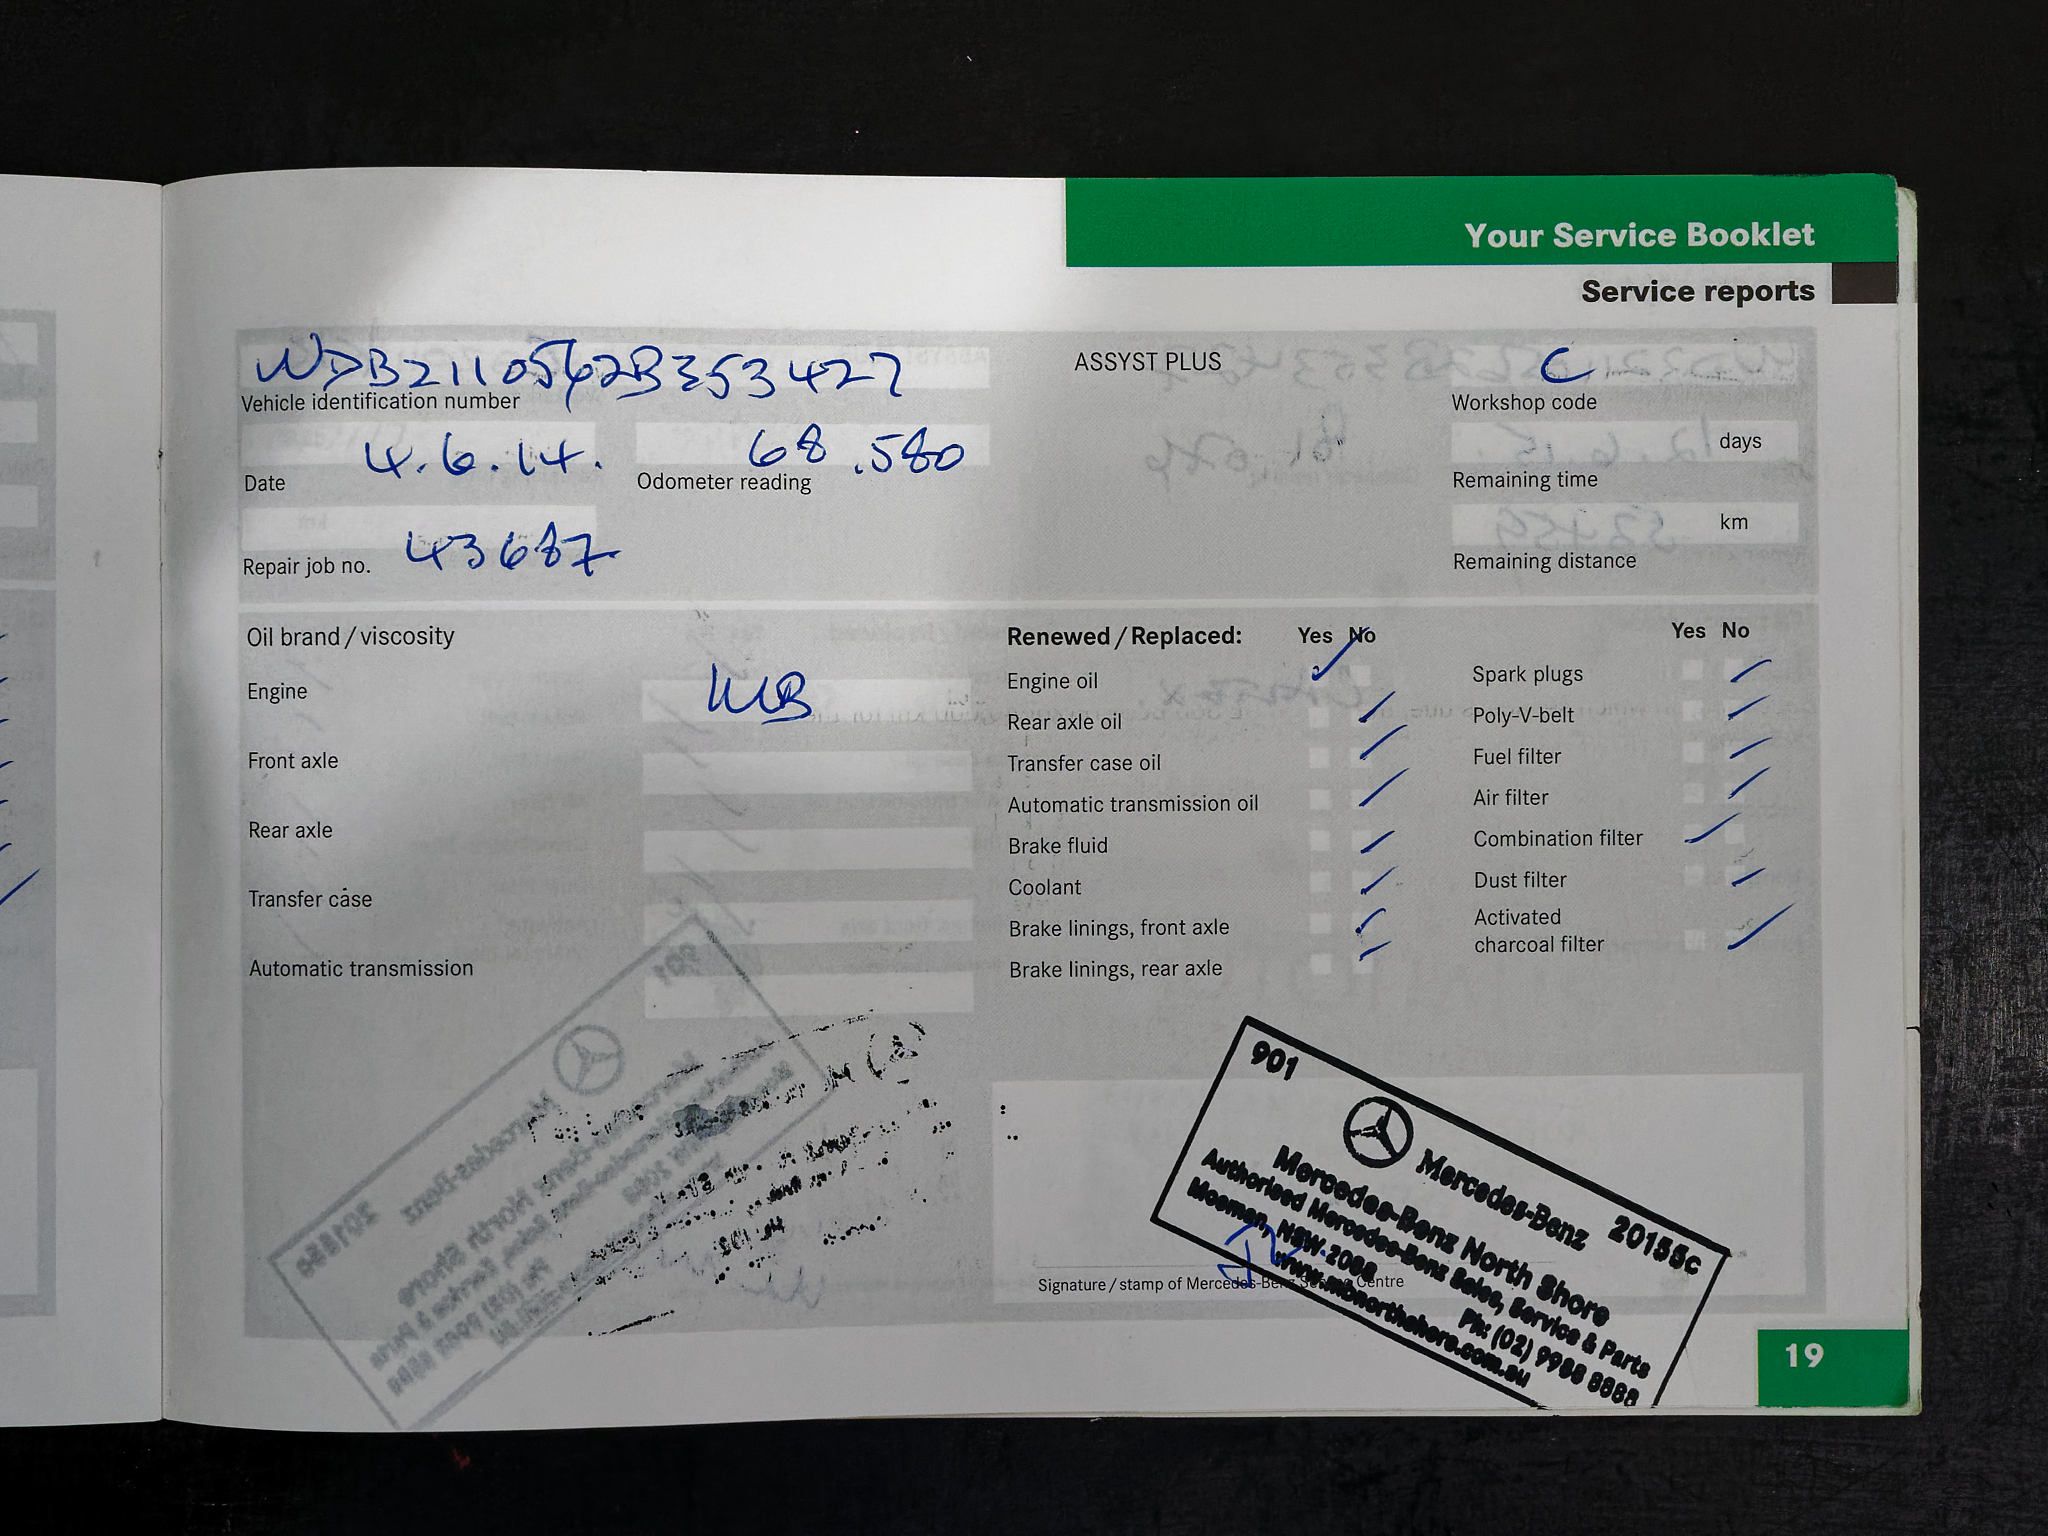 Your Service Booklet
Service reports
WDB2110562B353427
Vehicle identification number
ASSYST PLUS
C
Workshop code
4.6.14.
Date
68.580
Odometer reading
days
Remaining time
43687
Repair job no.
km
Remaining distance
Oil brand / viscosity
Engine
MB
Front axle
Rear axle
Transfer case
Automatic transmission
Renewed / Replaced: Yes No
Engine oil
Rear axle oil
Transfer case oil
Automatic transmission oil
Brake fluid
Coolant
Brake linings, front axle
Brake linings, rear axle
Yes No
Spark plugs
Poly-V-belt
Fuel filter
Air filter
Combination filter
Dust filter
Activated
charcoal filter
901
Mercedes-Benz 20155c
Mercedes-Benz North Shore
Authorised Mercedes-Benz Sales, Service & Parts
Mosman, NSW 2088 Ph: (02) 9968 8888
www.mbnorthshore.com.au
Signature / stamp of Mercedes-Benz Service Centre
19